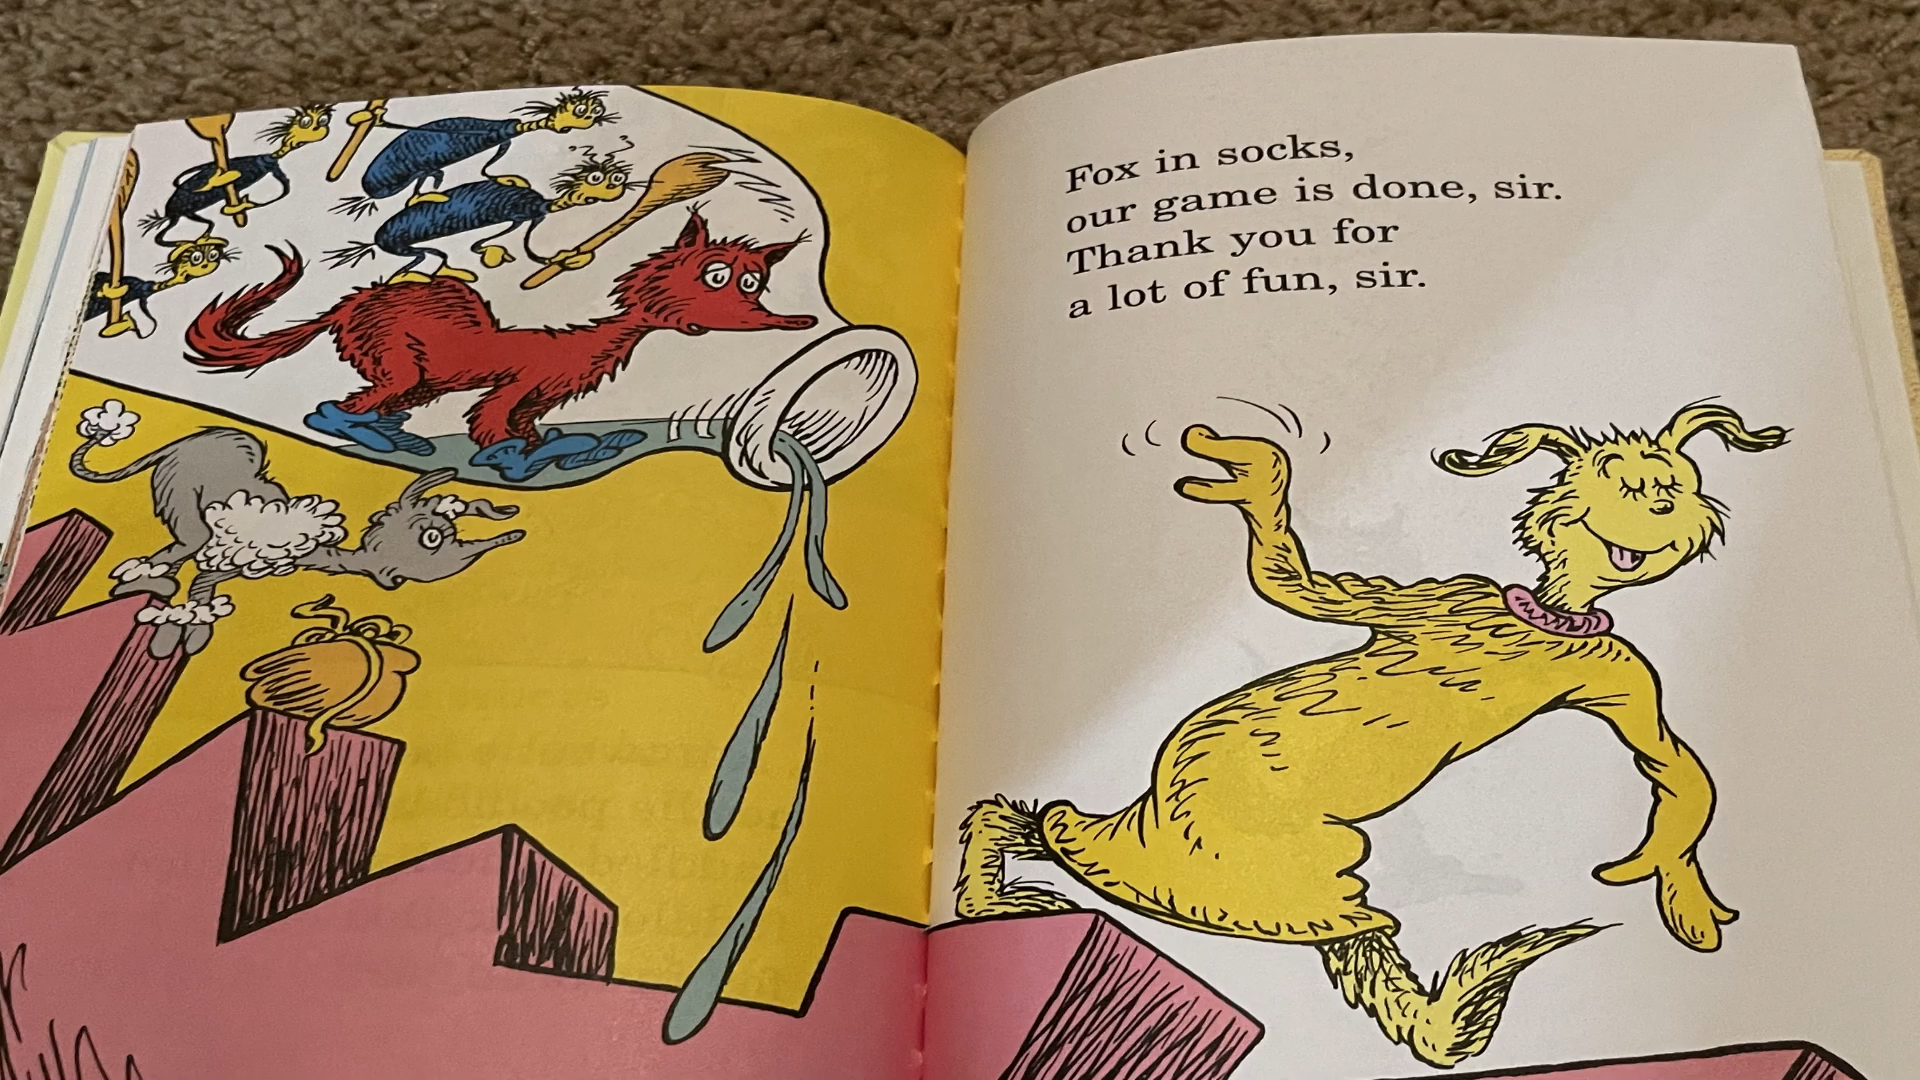 Fox in socks,
our game is done, sir.
Thank you for
a lot of fun, sir.